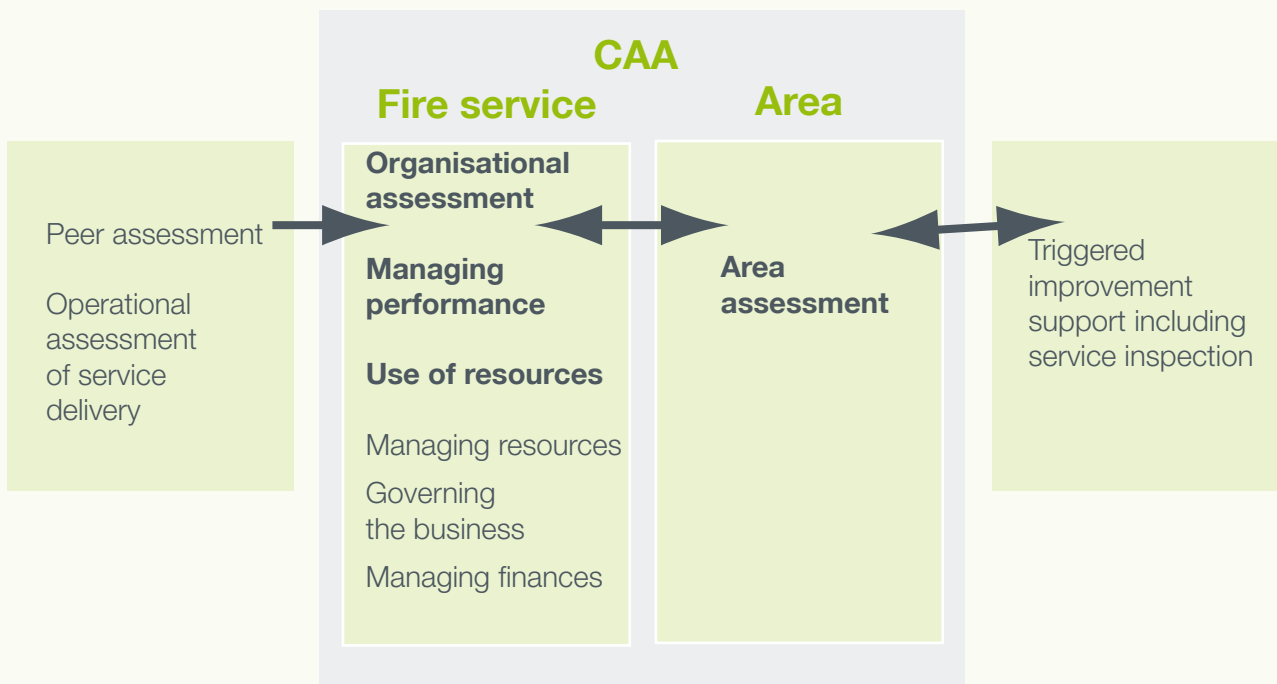 CAA
Fire service
Area
Peer assessment
Operational
assessment
of service
delivery
Organisational
assessment
Managing
performance
Use of resources
Managing resources
Governing
the business
Managing finances
Area
assessment
Triggered
improvement
support including
service inspection